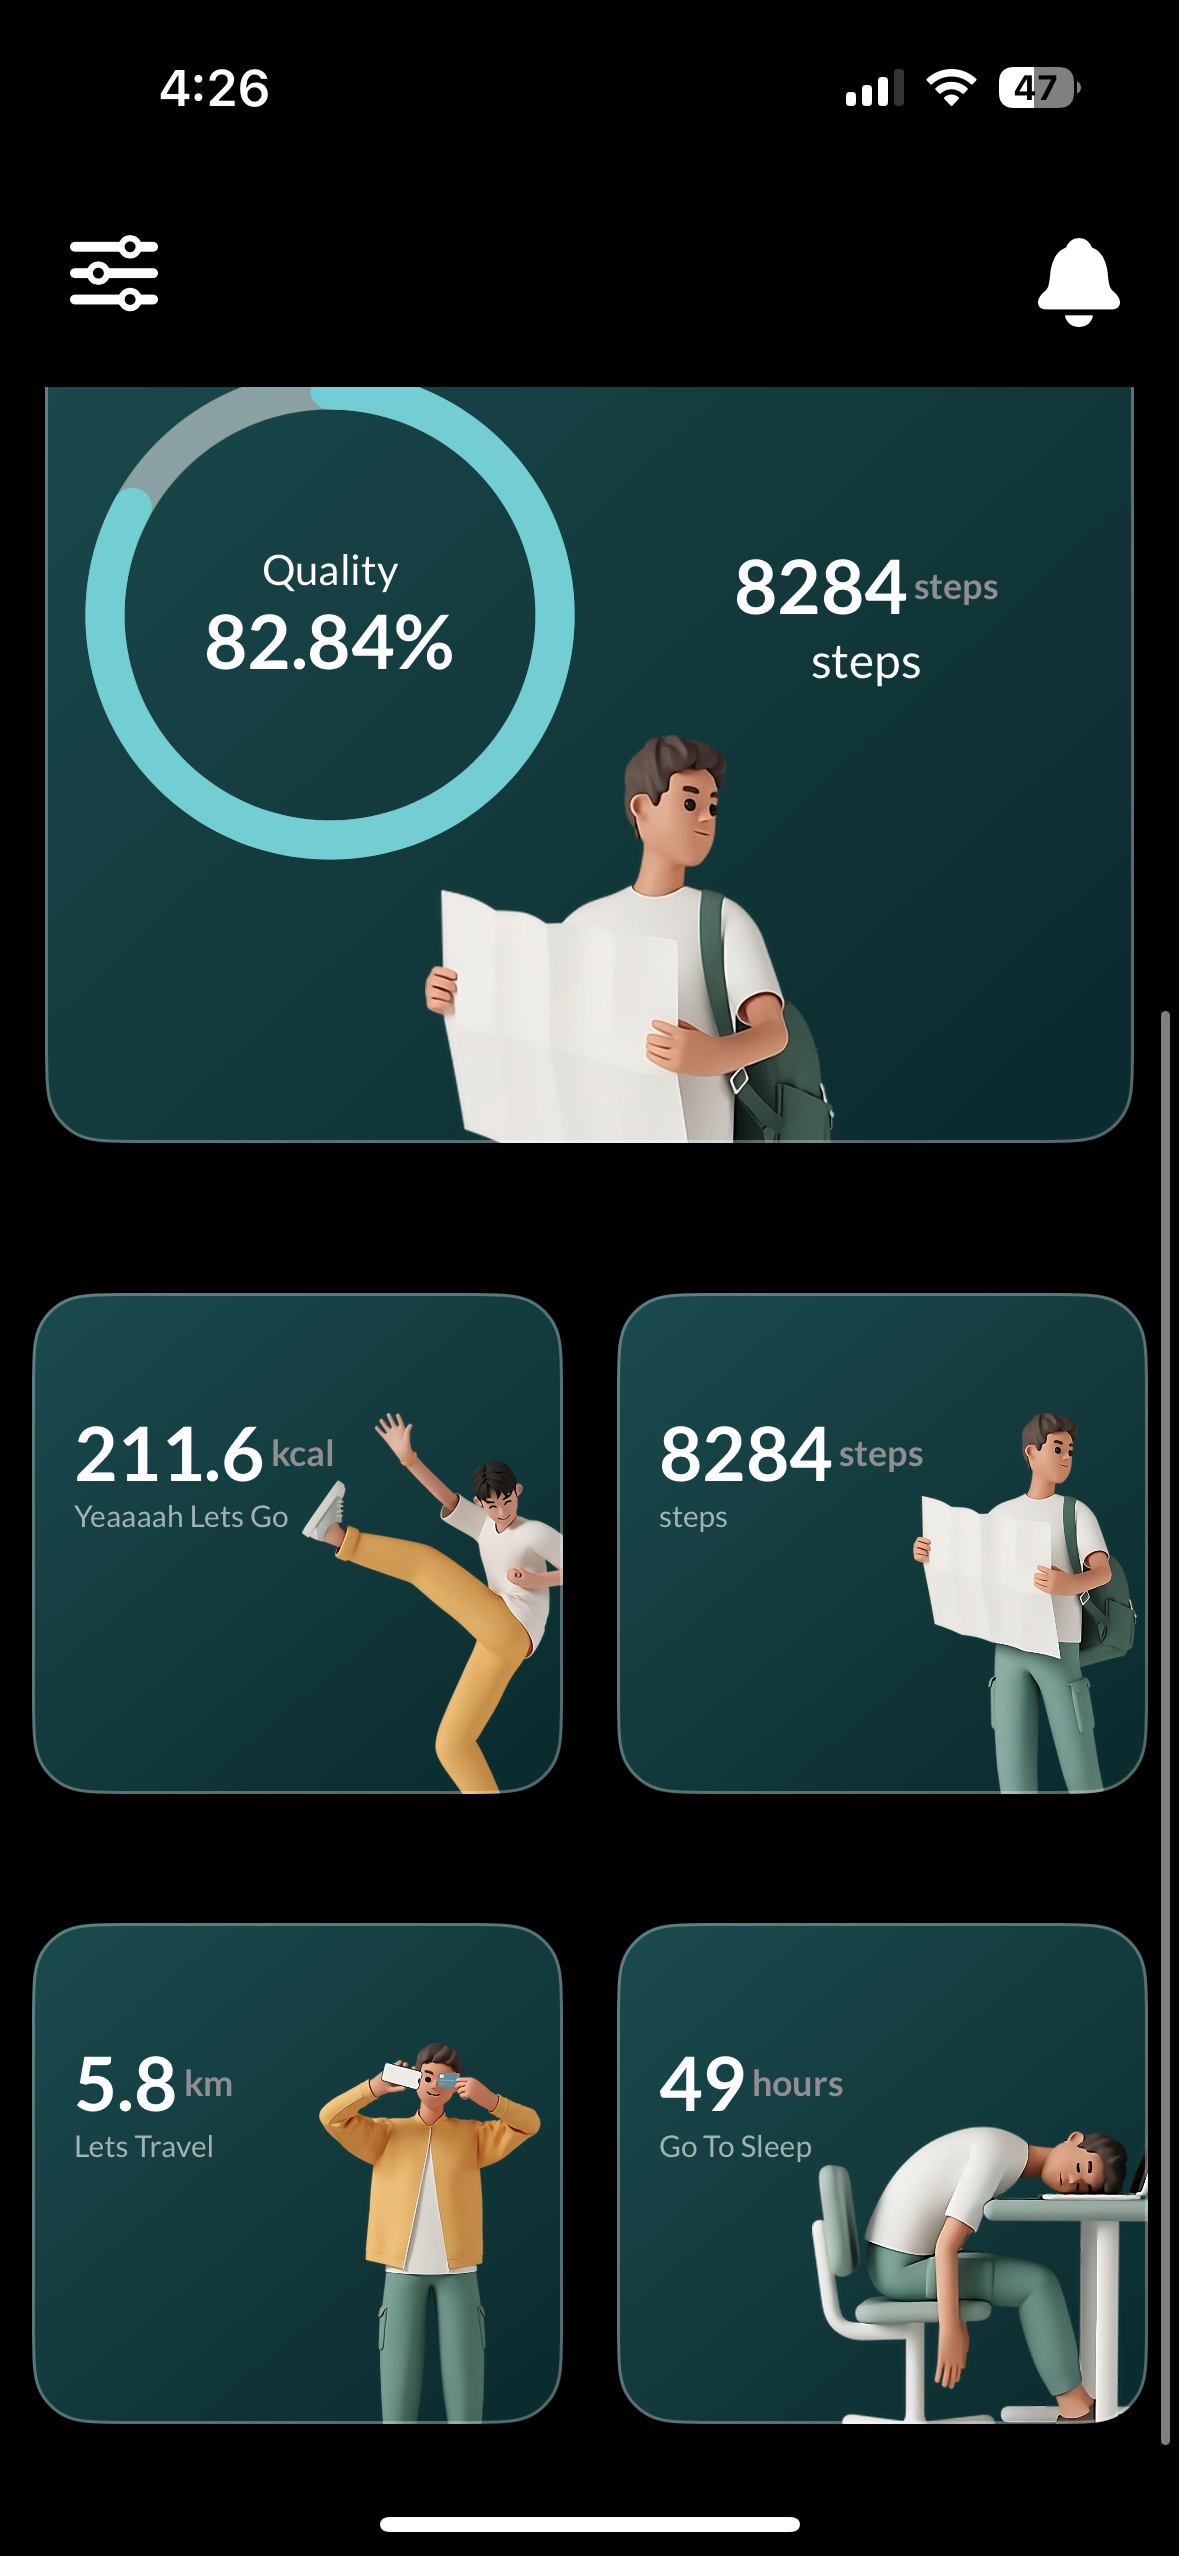 4:26
47
Quality
82.84%
8284 steps
steps
211.6 kcal
Yeaaaah Lets Go
8284 steps
steps
5.8 km
Lets Travel
49 hours
Go To Sleep